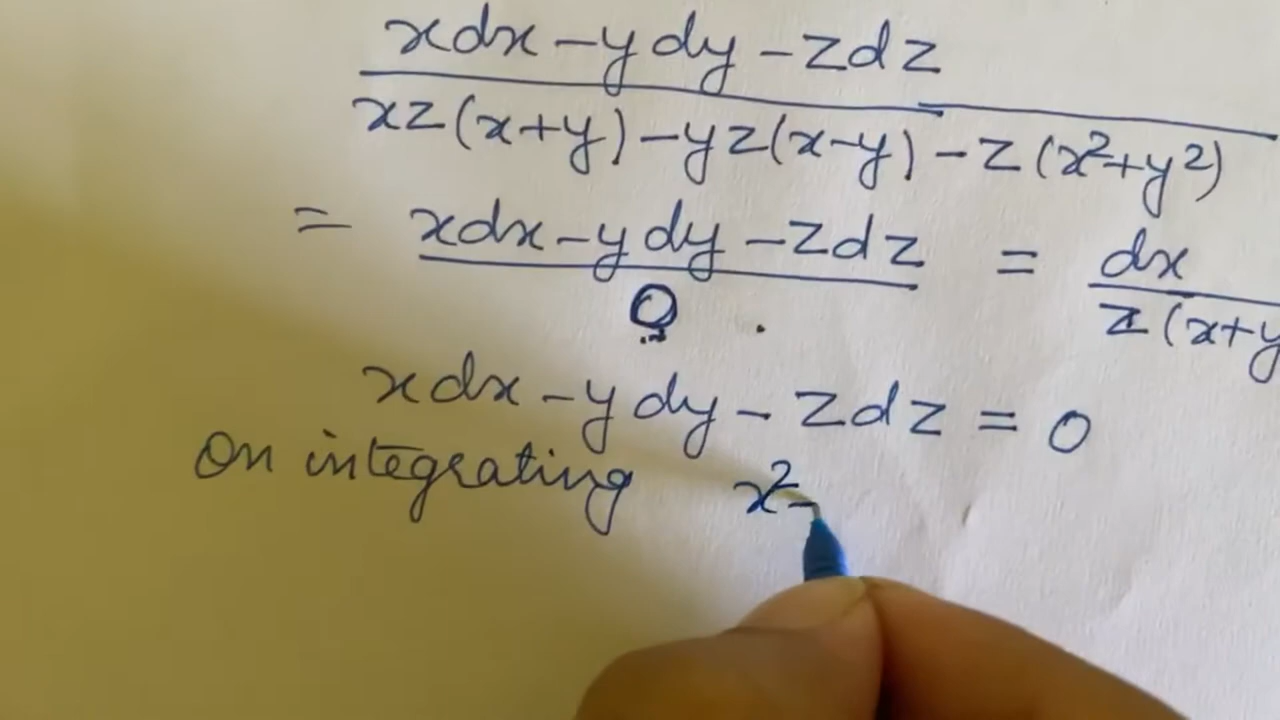 xdx - ydy - zdz
xz(x+y) - yz(x-y) - z(x²+y²)
= xdx - ydy - zdz = dx
0 . z(x+y
xdx - ydy - zdz = 0
On integrating x² -